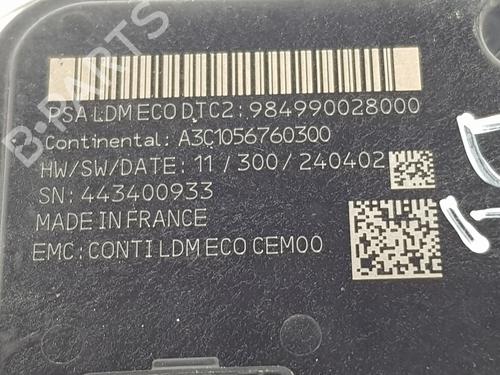 B-PARTS
PSA LDM ECO DTC2: 984990028000
Continental: A3C1056760300
HW/SW/DATE: 11 / 300 / 240402
SN: 443400933
MADE IN FRANCE
EMC: CONTI LDM ECO CEM00